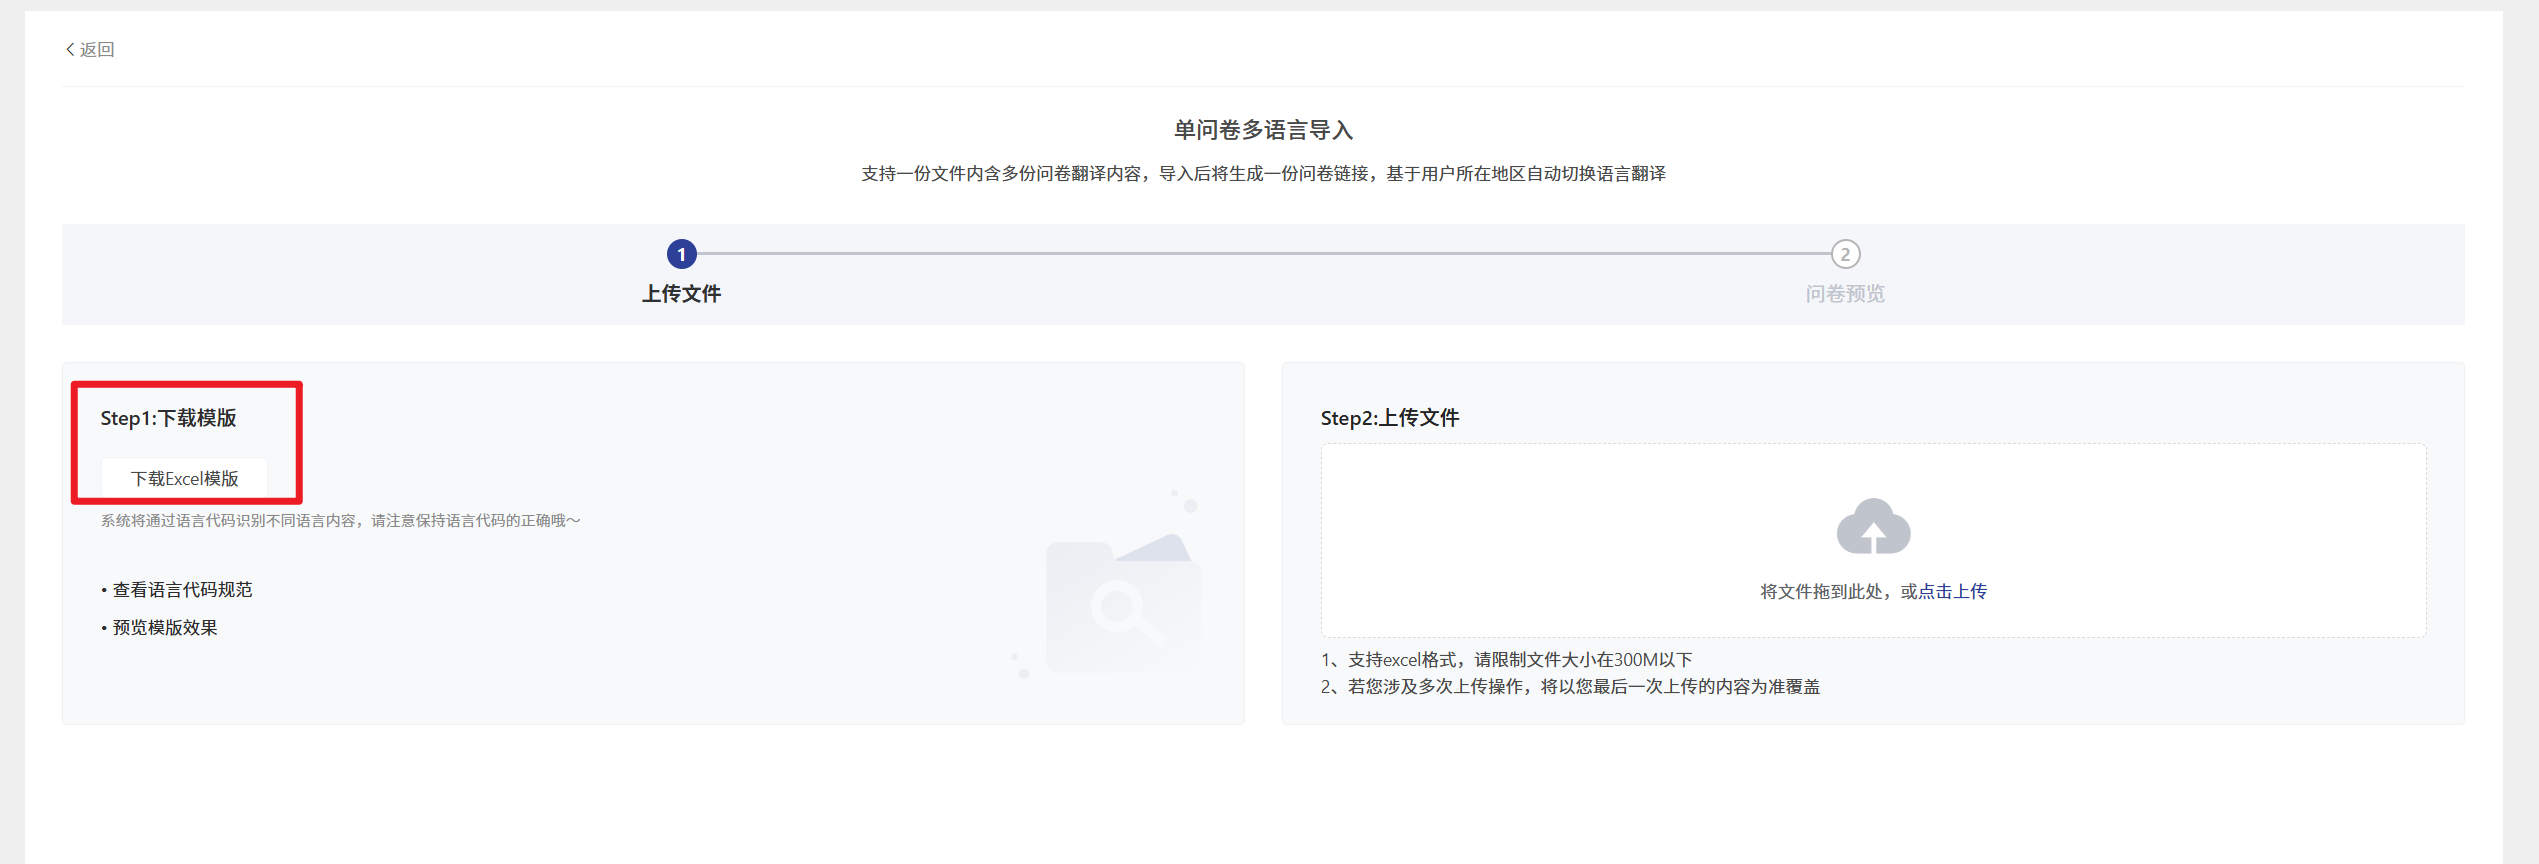 返回
单问卷多语言导入
支持一份文件内含多份问卷翻译内容，导入后将生成一份问卷链接，基于用户所在地区自动切换语言翻译
1
2
上传文件
问卷预览
Step1:下载模版
下载Excel模版
系统将通过语言代码识别不同语言内容，请注意保持语言代码的正确哦～
• 查看语言代码规范
• 预览模版效果
Step2:上传文件
将文件拖到此处，或点击上传
1、支持excel格式，请限制文件大小在300M以下
2、若您涉及多次上传操作，将以您最后一次上传的内容为准覆盖